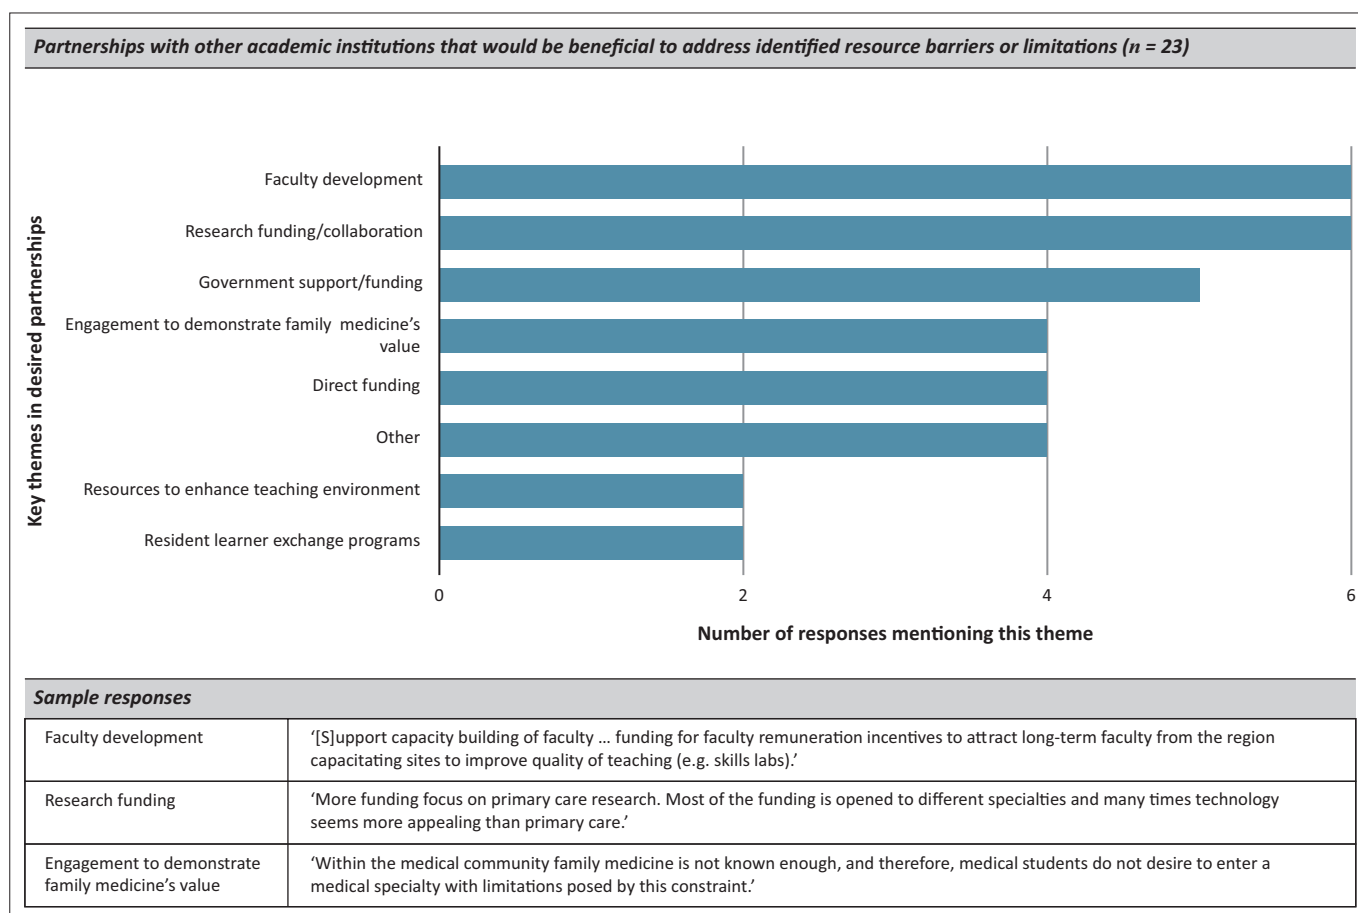 Partnerships with other academic institutions that would be beneficial to address identified resource barriers or limitations (n = 23)
Key themes in desired partnerships
Faculty development
Research funding/collaboration
Government support/funding
Engagement to demonstrate family medicine’s
value
Direct funding
Other
Resources to enhance teaching environment
Resident learner exchange programs
0 2 4 6
Number of responses mentioning this theme
Sample responses
Faculty development
‘[S]upport capacity building of faculty ... funding for faculty remuneration incentives to attract long-term faculty from the region
capacitating sites to improve quality of teaching (e.g. skills labs).’
Research funding
‘More funding focus on primary care research. Most of the funding is opened to different specialties and many times technology
seems more appealing than primary care.’
Engagement to demonstrate
family medicine’s value
‘Within the medical community family medicine is not known enough, and therefore, medical students do not desire to enter a
medical specialty with limitations posed by this constraint.’